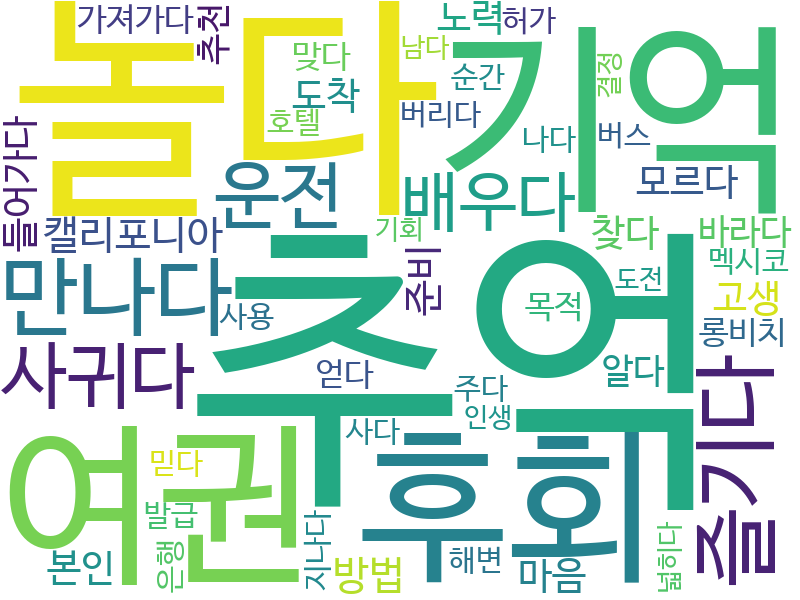 가져가다
추천
놀다
기억
노력
허가
맞다
남다
도착
순간
결정
호텔
버리다
나다
버스
들어가다
운전
배우다
모르다
캘리포니아
기회
찾다
바라다
만나다
추억
준비
멕시코
사용
도전
목적
고생
롱비치
사귀다
얻다
주다
알다
즐기다
인생
사다
여권
후회
믿다
발급
은행
지나다
해변
넓히다
본인
방법
마음